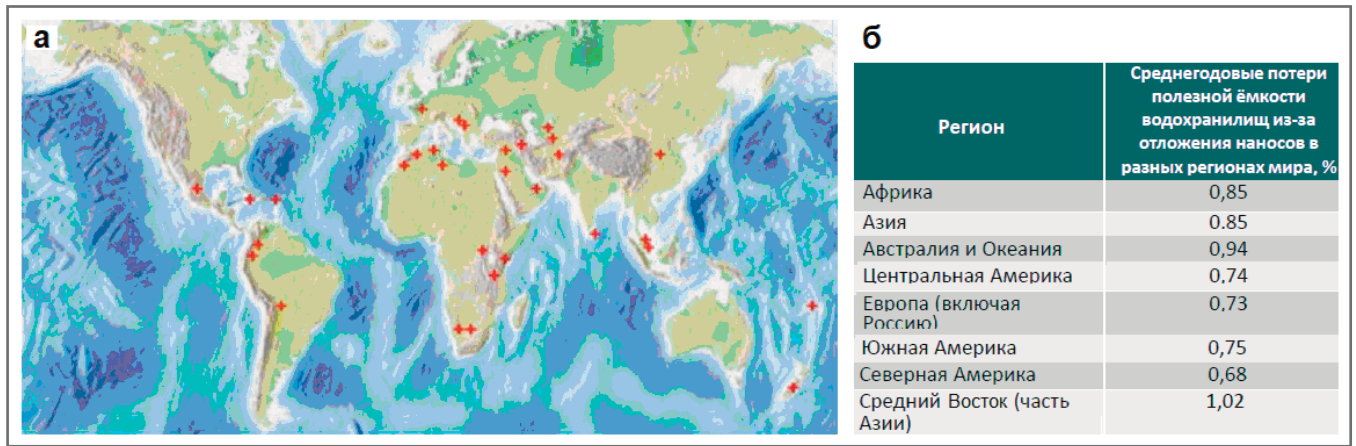 а
б
Регион
Среднегодовые потери
полезной ёмкости
водохранилищ из-за
отложения наносов в
разных регионах мира, %
Африка 0,85
Азия 0.85
Австралия и Океания 0,94
Центральная Америка 0,74
Европа (включая
Россию) 0,73
Южная Америка 0,75
Северная Америка 0,68
Средний Восток (часть
Азии) 1,02